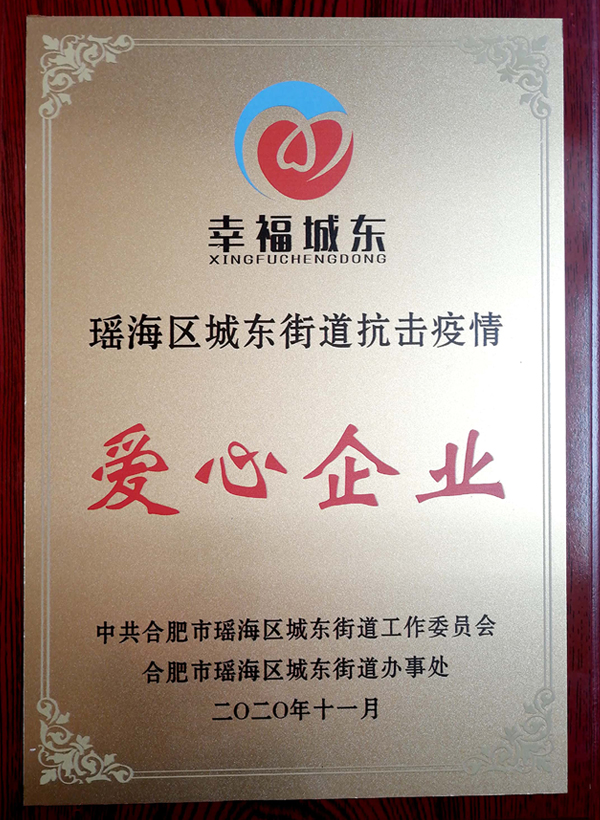 幸福城东
XINGFUCHENGDONG
瑶海区城东街道抗击疫情
爱心企业
中共合肥市瑶海区城东街道工作委员会
合肥市瑶海区城东街道办事处
二〇二〇年十一月